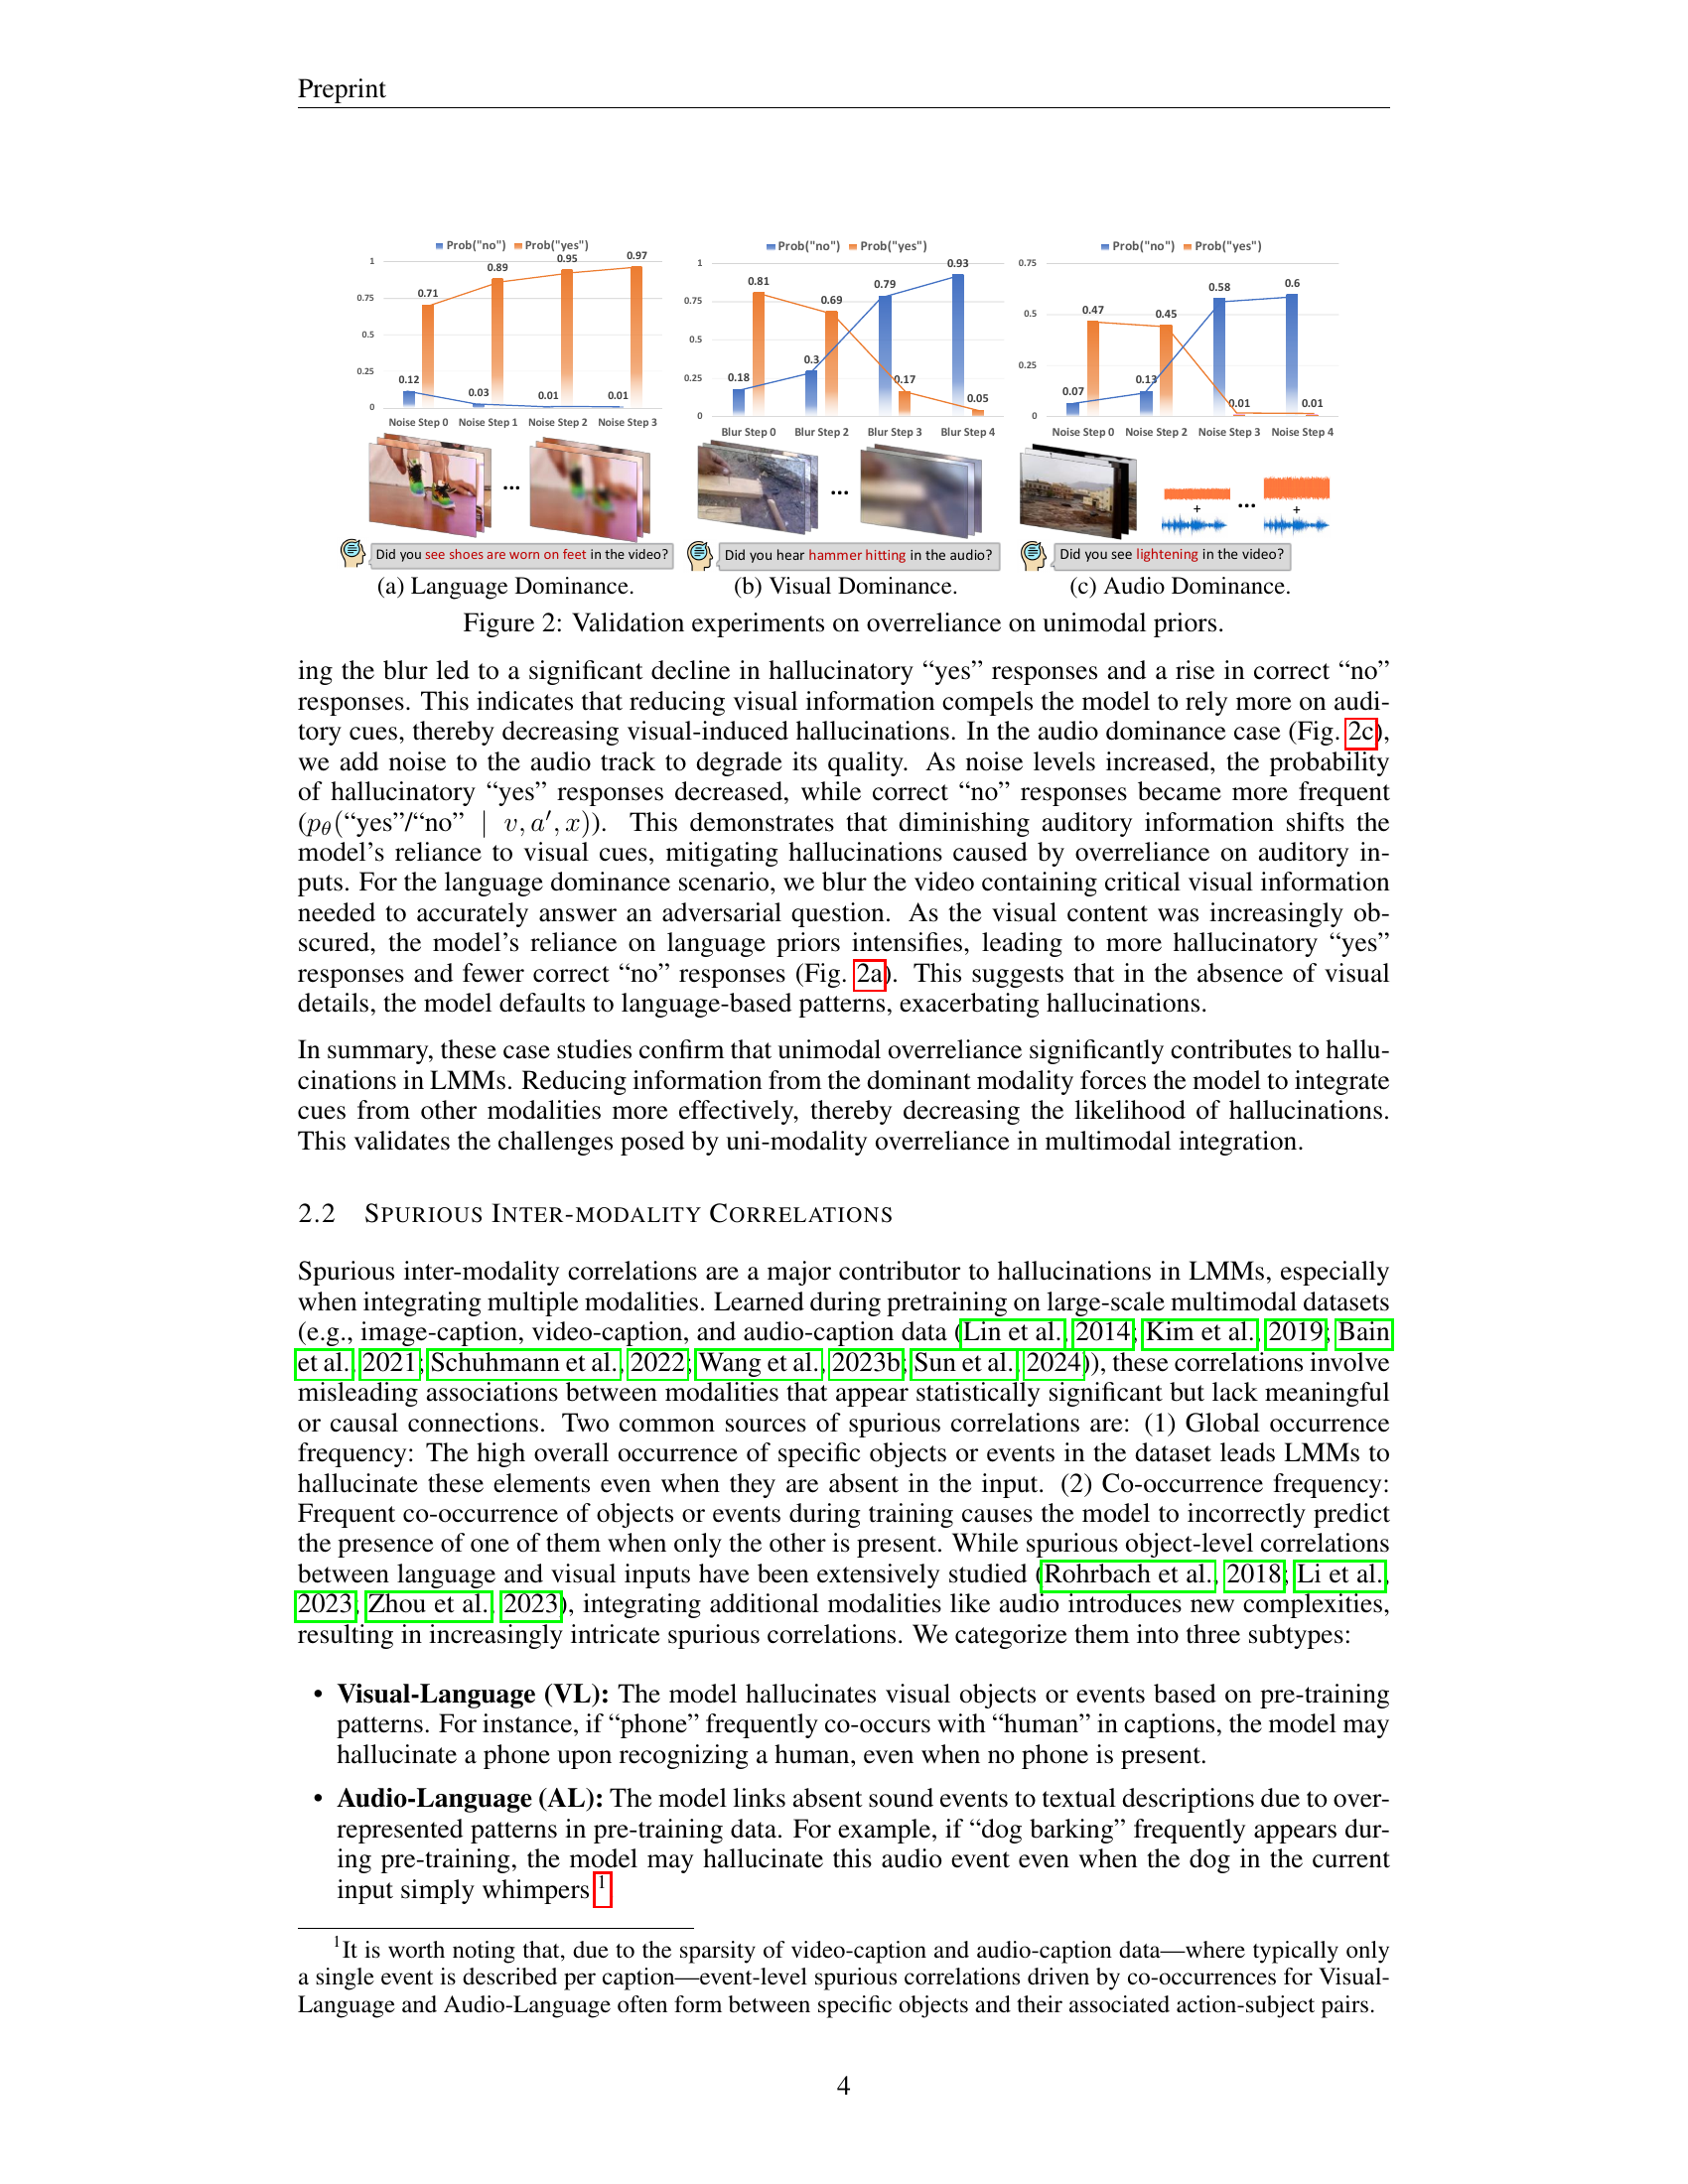 Preprint
Prob("no") Prob("yes")
1
0.75
0.5
0.25
0
0.12
0.71
0.03
0.89
0.01
0.95
0.01
0.97
Noise Step 0 Noise Step 1 Noise Step 2 Noise Step 3
...
Did you see shoes are worn on feet in the video?
(a) Language Dominance.
Prob("no") Prob("yes")
1
0.75
0.5
0.25
0
0.18
0.81
0.3
0.69
0.79
0.17
0.93
0.05
Blur Step 0 Blur Step 2 Blur Step 3 Blur Step 4
...
Did you hear hammer hitting in the audio?
(b) Visual Dominance.
Prob("no") Prob("yes")
0.75
0.5
0.25
0
0.07
0.47
0.13
0.45
0.58
0.01
0.6
0.01
Noise Step 0 Noise Step 2 Noise Step 3 Noise Step 4
+ ... +
Did you see lightening in the video?
(c) Audio Dominance.
Figure 2: Validation experiments on overreliance on unimodal priors.
ing the blur led to a significant decline in hallucinatory “yes” responses and a rise in correct “no”
responses. This indicates that reducing visual information compels the model to rely more on audi-
tory cues, thereby decreasing visual-induced hallucinations. In the audio dominance case (Fig. 2c),
we add noise to the audio track to degrade its quality. As noise levels increased, the probability
of hallucinatory “yes” responses decreased, while correct “no” responses became more frequent
(pθ(“yes”/“no” | v, a′, x)). This demonstrates that diminishing auditory information shifts the
model’s reliance to visual cues, mitigating hallucinations caused by overreliance on auditory in-
puts. For the language dominance scenario, we blur the video containing critical visual information
needed to accurately answer an adversarial question. As the visual content was increasingly ob-
scured, the model’s reliance on language priors intensifies, leading to more hallucinatory “yes”
responses and fewer correct “no” responses (Fig. 2a). This suggests that in the absence of visual
details, the model defaults to language-based patterns, exacerbating hallucinations.
In summary, these case studies confirm that unimodal overreliance significantly contributes to hallu-
cinations in LMMs. Reducing information from the dominant modality forces the model to integrate
cues from other modalities more effectively, thereby decreasing the likelihood of hallucinations.
This validates the challenges posed by uni-modality overreliance in multimodal integration.
2.2 SPURIOUS INTER-MODALITY CORRELATIONS
Spurious inter-modality correlations are a major contributor to hallucinations in LMMs, especially
when integrating multiple modalities. Learned during pretraining on large-scale multimodal datasets
(e.g., image-caption, video-caption, and audio-caption data (Lin et al., 2014; Kim et al., 2019; Bain
et al., 2021; Schuhmann et al., 2022; Wang et al., 2023b; Sun et al., 2024)), these correlations involve
misleading associations between modalities that appear statistically significant but lack meaningful
or causal connections. Two common sources of spurious correlations are: (1) Global occurrence
frequency: The high overall occurrence of specific objects or events in the dataset leads LMMs to
hallucinate these elements even when they are absent in the input. (2) Co-occurrence frequency:
Frequent co-occurrence of objects or events during training causes the model to incorrectly predict
the presence of one of them when only the other is present. While spurious object-level correlations
between language and visual inputs have been extensively studied (Rohrbach et al., 2018; Li et al.,
2023; Zhou et al., 2023), integrating additional modalities like audio introduces new complexities,
resulting in increasingly intricate spurious correlations. We categorize them into three subtypes:
• Visual-Language (VL): The model hallucinates visual objects or events based on pre-training
patterns. For instance, if “phone” frequently co-occurs with “human” in captions, the model may
hallucinate a phone upon recognizing a human, even when no phone is present.
• Audio-Language (AL): The model links absent sound events to textual descriptions due to over-
represented patterns in pre-training data. For example, if “dog barking” frequently appears dur-
ing pre-training, the model may hallucinate this audio event even when the dog in the current
input simply whimpers.1
1It is worth noting that, due to the sparsity of video-caption and audio-caption data—where typically only
a single event is described per caption—event-level spurious correlations driven by co-occurrences for Visual-
Language and Audio-Language often form between specific objects and their associated action-subject pairs.
4